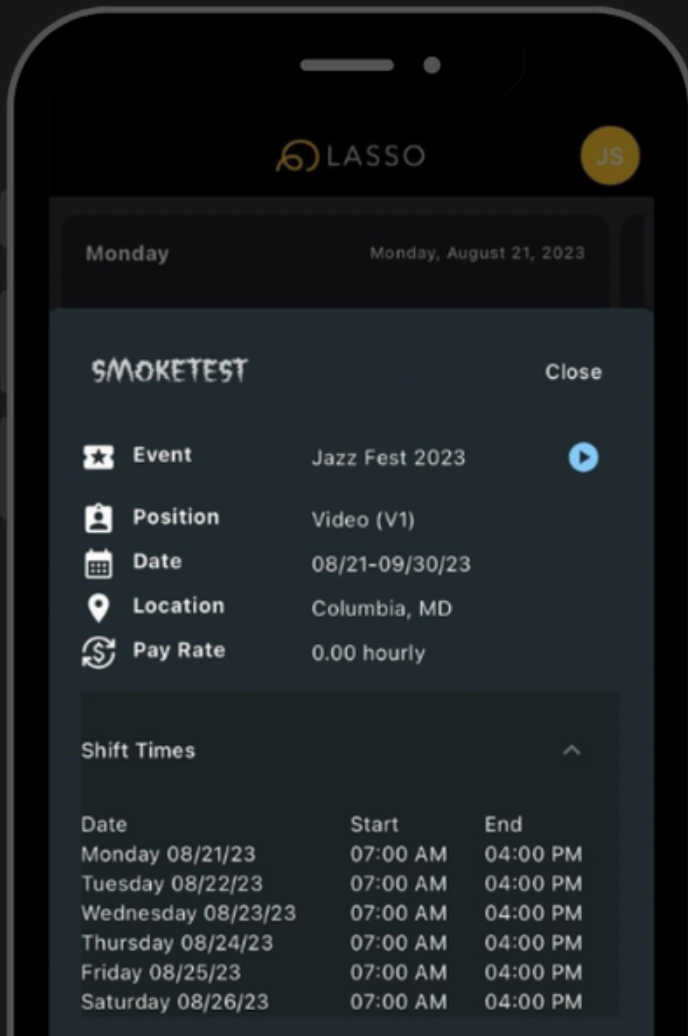 LASSO
JS
Monday Monday, August 21, 2023
SMOKETEST Close
Event Jazz Fest 2023
Position Video (V1)
Date 08/21-09/30/23
Location Columbia, MD
Pay Rate 0.00 hourly
Shift Times
Date Start End
Monday 08/21/23 07:00 AM 04:00 PM
Tuesday 08/22/23 07:00 AM 04:00 PM
Wednesday 08/23/23 07:00 AM 04:00 PM
Thursday 08/24/23 07:00 AM 04:00 PM
Friday 08/25/23 07:00 AM 04:00 PM
Saturday 08/26/23 07:00 AM 04:00 PM